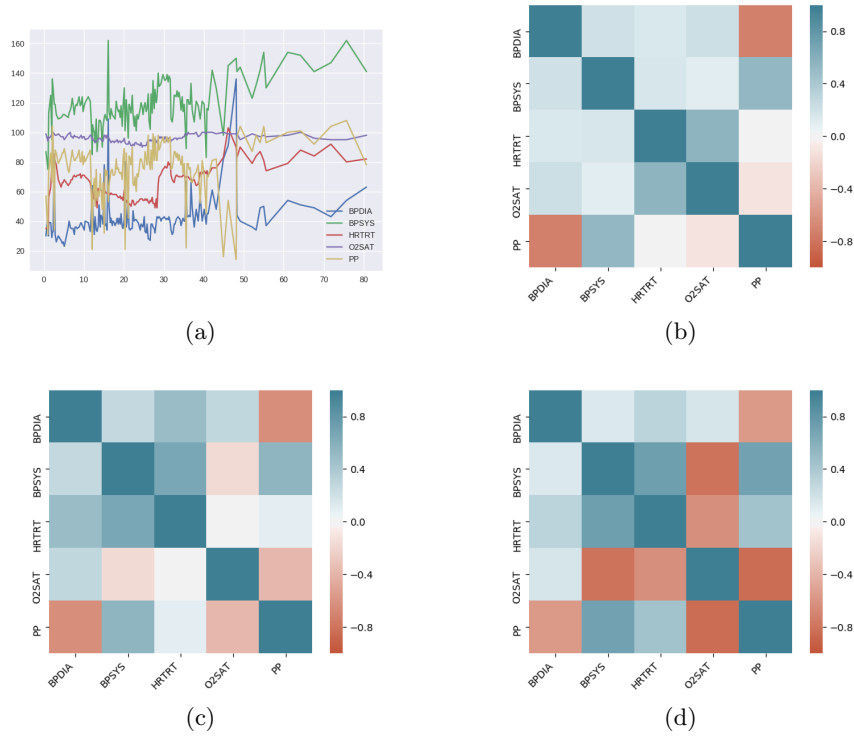 160
140
120
100
80
60
40
20
0 10 20 30 40 50 60 70 80
BPDIA
BPSYS
HRTRT
O2SAT
PP
(a)
BPDIA
BPSYS
HRTRT
O2SAT
PP
BPDIA BPSYS HRTRT O2SAT PP
0.8
0.4
0.0
−0.4
−0.8
(b)
BPDIA
BPSYS
HRTRT
O2SAT
PP
BPDIA BPSYS HRTRT O2SAT PP
0.8
0.4
0.0
−0.4
−0.8
(c)
BPDIA
BPSYS
HRTRT
O2SAT
PP
BPDIA BPSYS HRTRT O2SAT PP
0.8
0.4
0.0
−0.4
−0.8
(d)